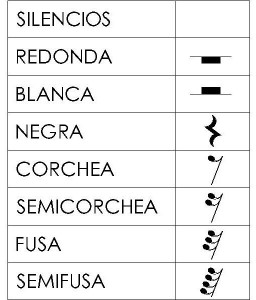 SILENCIOS
REDONDA
BLANCA
NEGRA
CORCHEA
SEMICORCHEA
FUSA
SEMIFUSA